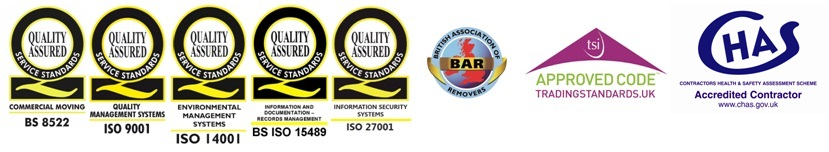 QUALITY
ASSURED
SERVICE STANDARDS
COMMERCIAL MOVING
BS 8522
QUALITY
ASSURED
SERVICE STANDARDS
QUALITY
MANAGEMENT SYSTEMS
ISO 9001
QUALITY
ASSURED
SERVICE STANDARDS
ENVIRONMENTAL
MANAGEMENT
SYSTEMS
ISO 14001
QUALITY
ASSURED
SERVICE STANDARDS
INFORMATION AND
DOCUMENTATION –
RECORDS MANAGEMENT
BS ISO 15489
QUALITY
ASSURED
SERVICE STANDARDS
INFORMATION SECURITY
SYSTEMS
ISO 27001
BRITISH ASSOCIATION OF
BAR
REMOVERS
tsi
APPROVED CODE
TRADINGSTANDARDS.UK
CHAS
CONTRACTORS HEALTH & SAFETY ASSESSMENT SCHEME
Accredited Contractor
www.chas.gov.uk